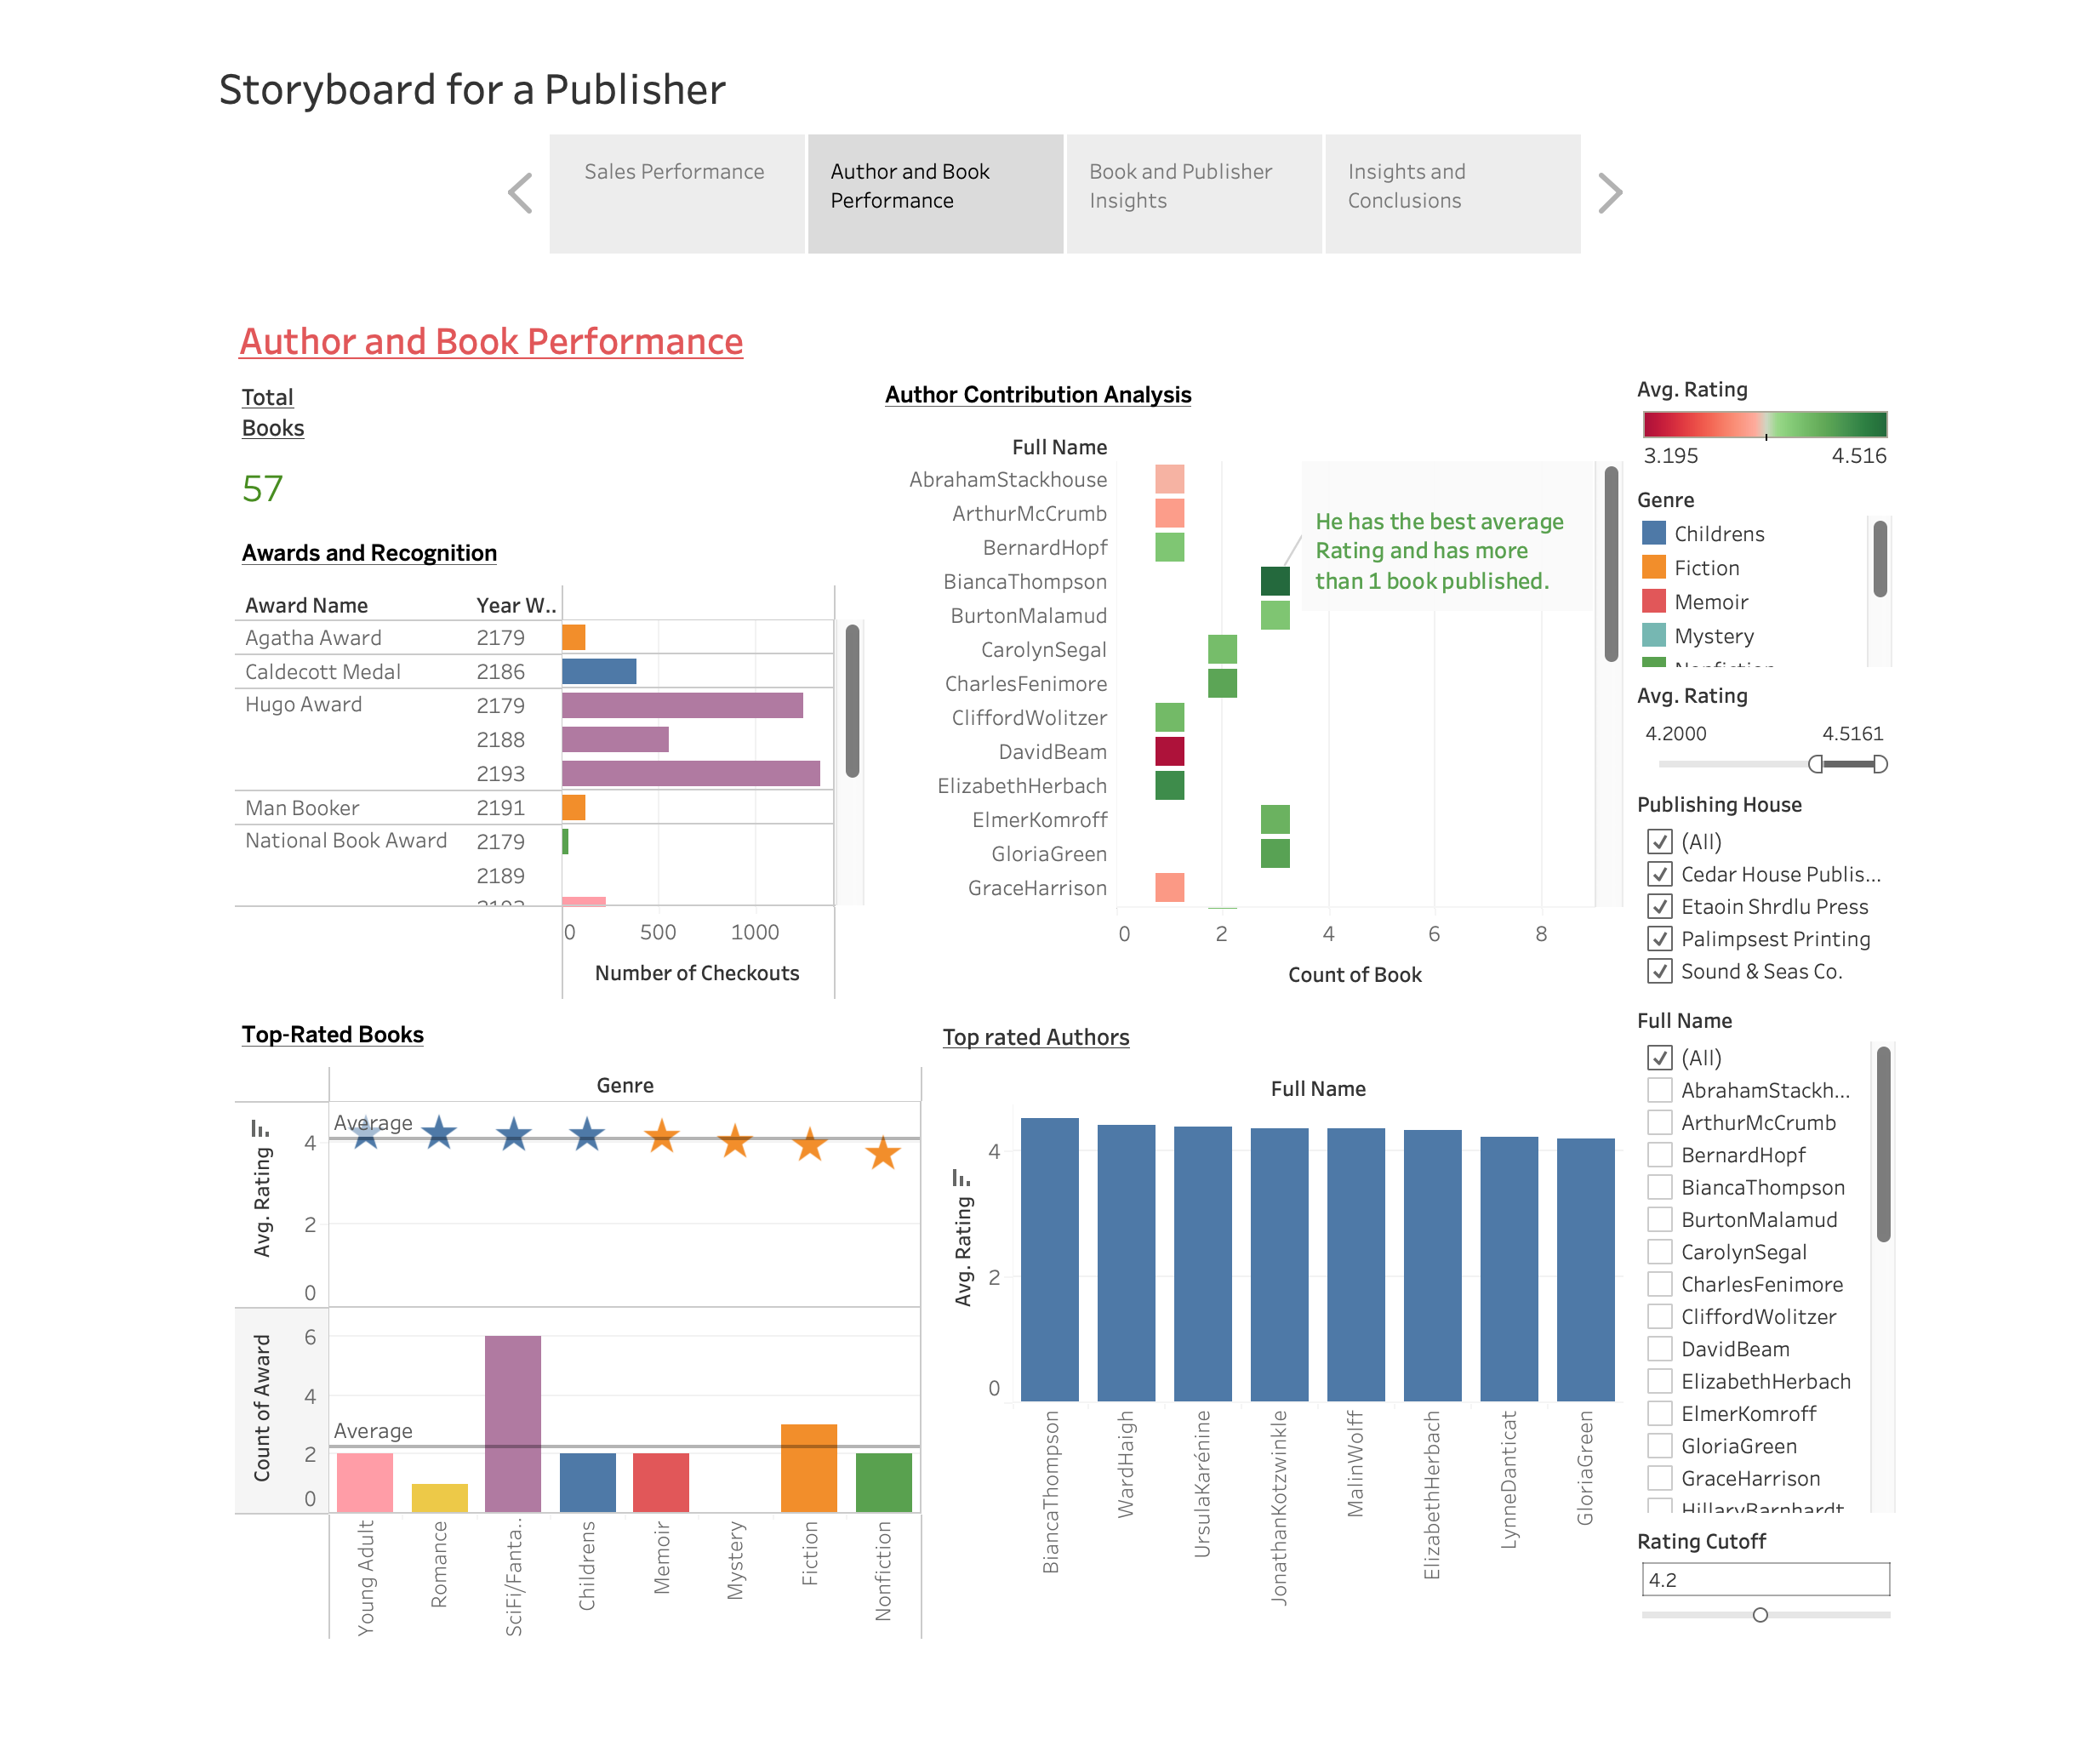 Storyboard for a Publisher
Sales Performance
Author and Book
Performance
Book and Publisher
Insights
Insights and
Conclusions
Author and Book Performance
Total
Books
57
Awards and Recognition
Award Name Year W..
Agatha Award 2179
Caldecott Medal 2186
Hugo Award 2179
2188
2193
Man Booker 2191
National Book Award 2179
2189
0 500 1000
Number of Checkouts
Author Contribution Analysis
Full Name
AbrahamStackhouse
ArthurMcCrumb
BernardHopf
BiancaThompson
BurtonMalamud
CarolynSegal
CharlesFenimore
CliffordWolitzer
DavidBeam
ElizabethHerbach
ElmerKomroff
GloriaGreen
GraceHarrison
He has the best average
Rating and has more
than 1 book published.
0 2 4 6 8
Count of Book
Avg. Rating
3.195 4.516
Genre
Childrens
Fiction
Memoir
Mystery
Avg. Rating
4.2000 4.5161
Publishing House
(All)
Cedar House Publis...
Etaoin Shrdlu Press
Palimpsest Printing
Sound & Seas Co.
Full Name
(All)
AbrahamStackh...
ArthurMcCrumb
BernardHopf
BiancaThompson
BurtonMalamud
CarolynSegal
CharlesFenimore
CliffordWolitzer
DavidBeam
ElizabethHerbach
ElmerKomroff
GloriaGreen
GraceHarrison
HillaryBarnhardt
Rating Cutoff
4.2
Top-Rated Books
Genre
Avg. Rating
4
2
0
Average
Count of Award
6
4
2
0
Average
Young Adult
Romance
SciFi/Fanta..
Childrens
Memoir
Mystery
Fiction
Nonfiction
Top rated Authors
Full Name
Avg. Rating
4
2
0
BiancaThompson
WardHaigh
UrsulaKarénine
JonathanKotzwinkle
MalinWolff
ElizabethHerbach
LynneDanticat
GloriaGreen